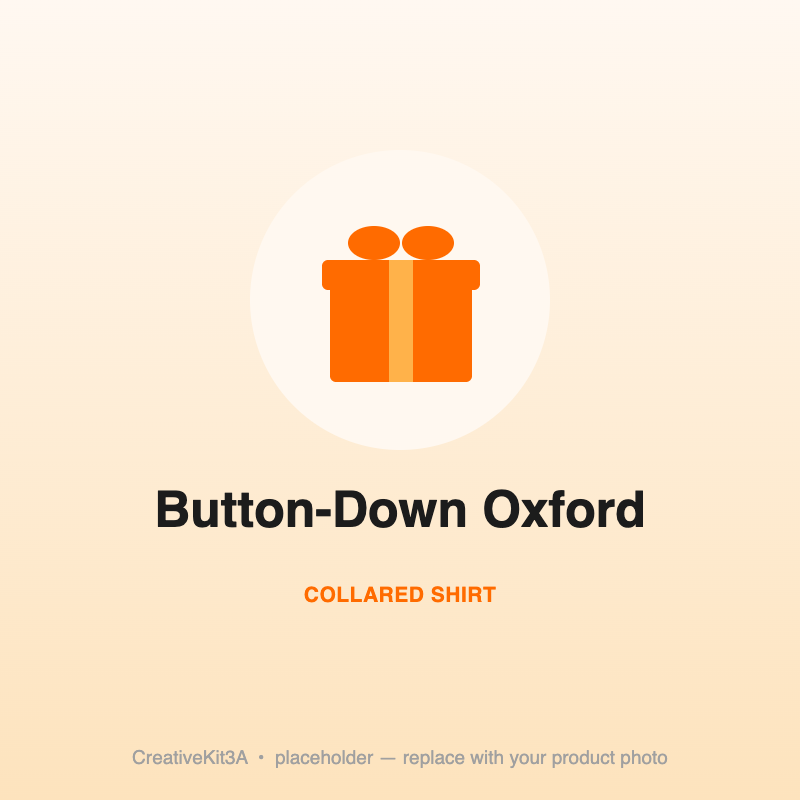 Button-Down Oxford
COLLARED SHIRT
CreativeKit3A • placeholder — replace with your product photo